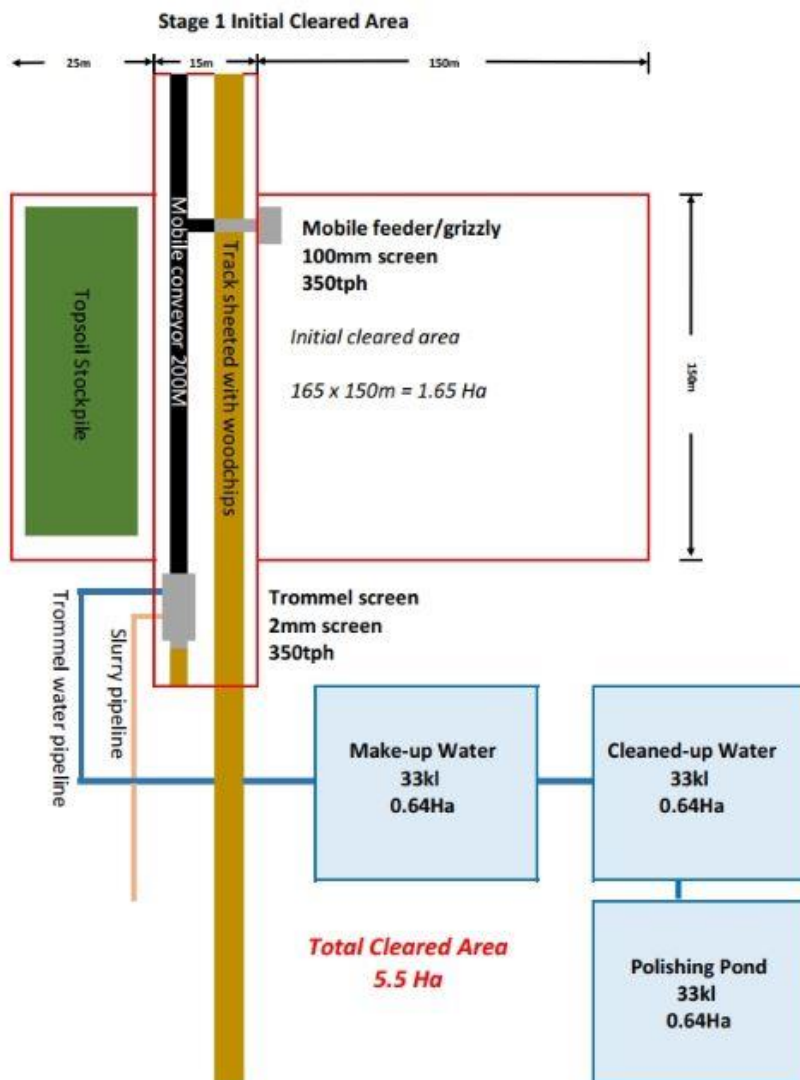 Stage 1 Initial Cleared Area
25m
15m
150m
Mobile feeder/grizzly
100mm screen
350tph
Initial cleared area
165 x 150m = 1.65 Ha
Topsoil Stockpile
Mobile conveyor 200M
Track sheeted with woodchips
150m
Trommel screen
2mm screen
350tph
Trommel water pipeline
Slurry pipeline
Make-up Water
33kl
0.64Ha
Cleaned-up Water
33kl
0.64Ha
Total Cleared Area
5.5 Ha
Polishing Pond
33kl
0.64Ha